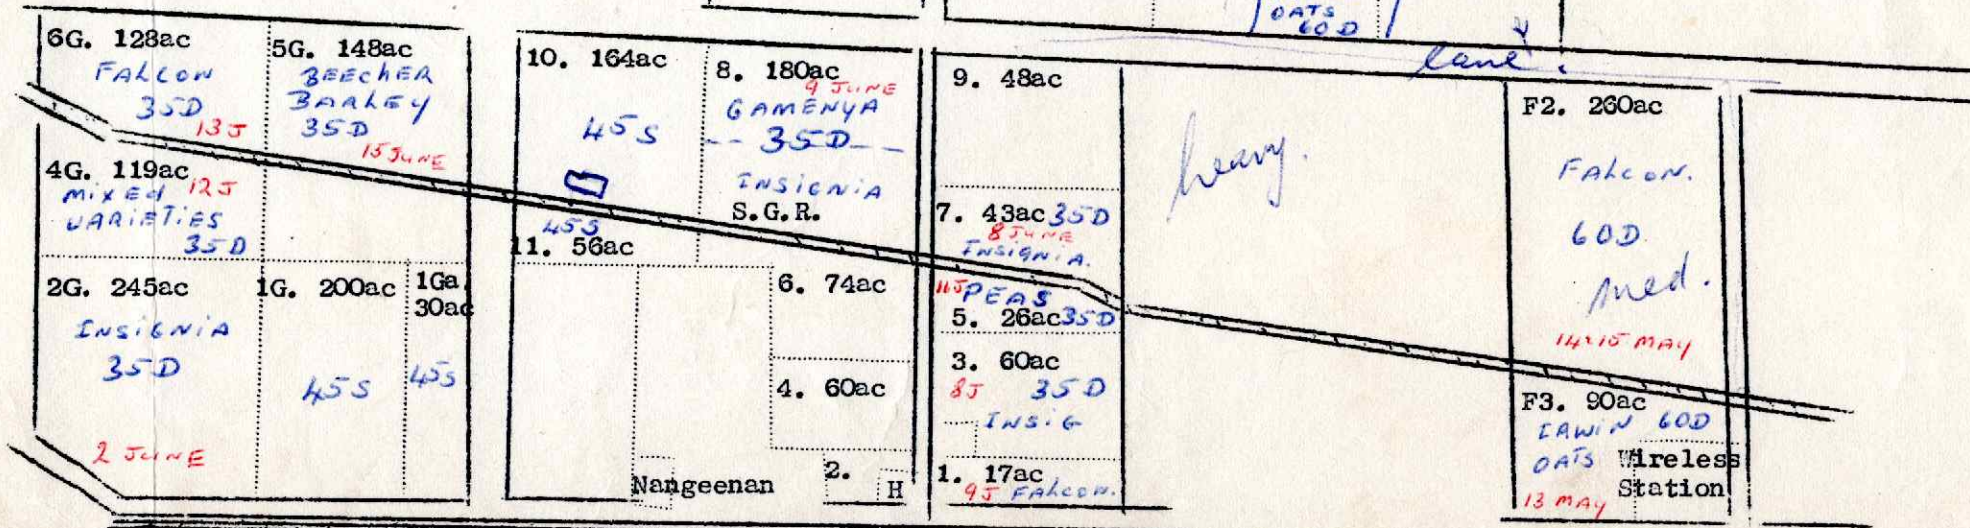 OATS
60D
lane.
6G. 128ac
FALCON
35D
13J
5G. 148ac
BEECHER
BARLEY
35D
15 JUNE
4G. 119ac
12J
MIXED
VARIETIES
35D
2G. 245ac
INSIGNIA
35D
2 JUNE
1G. 200ac
45S
1Ga
30ac
45S
10. 164ac
45S
8. 180ac
9 JUNE
GAMENYA
-- 35D --
INSIGNIA
S.G.R.
45S
11. 56ac
6. 74ac
4. 60ac
2.
H
Nangeenan
9. 48ac
7. 43ac 35D
8 JUNE
INSIGNIA.
11J PEAS
5. 26ac 35D
3. 60ac
8J 35D
INSIG
1. 17ac
9J FALCON.
heavy.
F2. 260ac
FALCON.
60D
med.
14&15 MAY
F3. 90ac
IRWIN 60D
OATS
13 MAY
Wireless
Station